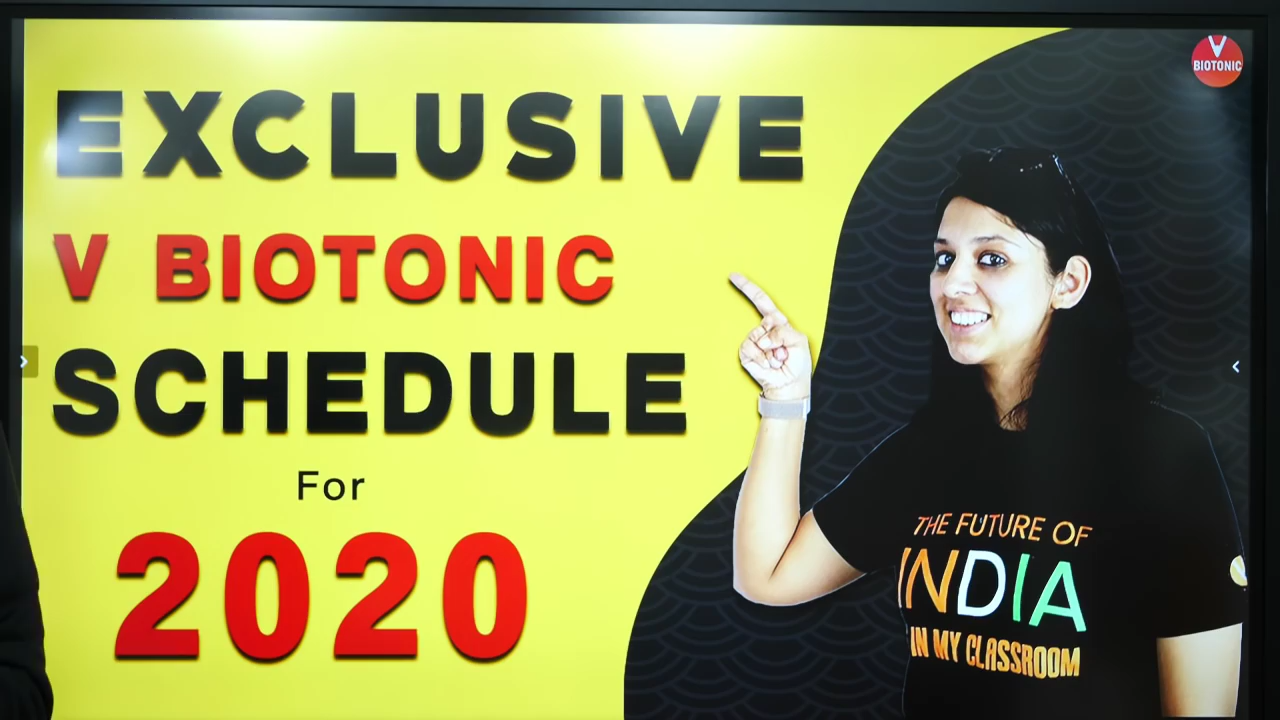 EXCLUSIVE
V BIOTONIC
SCHEDULE
For
2020
V
BIOTONIC
THE FUTURE OF
INDIA
IN MY CLASSROOM